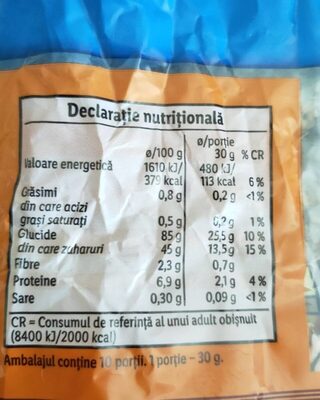 Declarație nutrițională
ø/100 g ø/porție 30 g % CR
Valoare energetică 1610 kJ/ 480 kJ/
379 kcal 113 kcal 6 %
Grăsimi 0,8 g 0,2 g <1 %
din care acizi
grași saturați 0,5 g 0,2 g 1 %
Glucide 85 g 25,5 g 10 %
din care zaharuri 45 g 13,5 g 15 %
Fibre 2,3 g 0,7 g
Proteine 6,9 g 2,1 g 4 %
Sare 0,30 g 0,09 g <1 %
CR = Consumul de referință al unui adult obișnuit
(8400 kJ/2000 kcal)
Ambalajul conține 10 porții. 1 porție – 30 g.